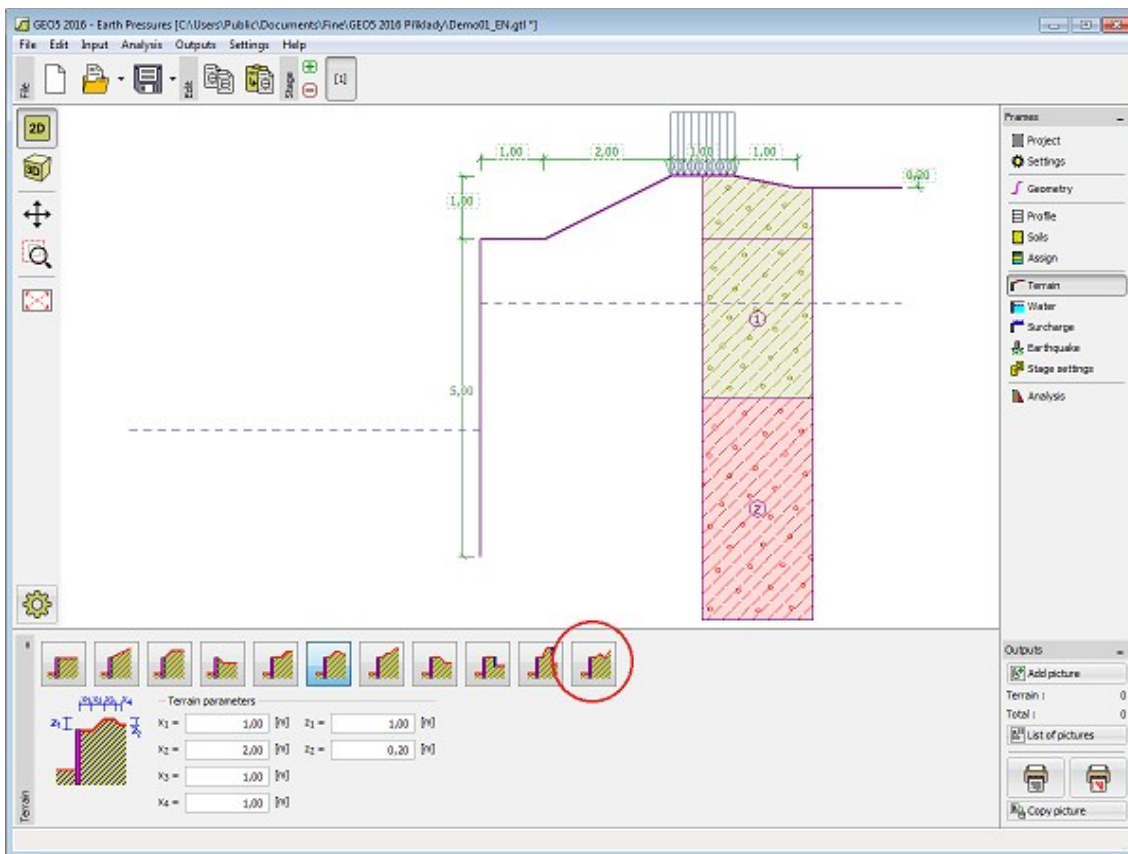 GEO5 2016 - Earth Pressures [C:\Users\Public\Documents\Fine\GEO5 2016 Příklady\Demo01_EN.gtl *]
File Edit Input Analysis Outputs Settings Help
File Edit Stage [1]
2D
3D
1,00 2,00 1,00 1,00
0,20
1,00
5,00
1
2
Frames
Project
Settings
Geometry
Profile
Soils
Assign
Terrain
Water
Surcharge
Earthquake
Stage settings
Analysis
Terrain
z1
z2
Terrain parameters
x1 = 1,00 [m] z1 = 1,00 [m]
x2 = 2,00 [m] z2 = 0,20 [m]
x3 = 1,00 [m]
x4 = 1,00 [m]
Outputs
Add picture
Terrain : 0
Total : 0
List of pictures
Copy picture